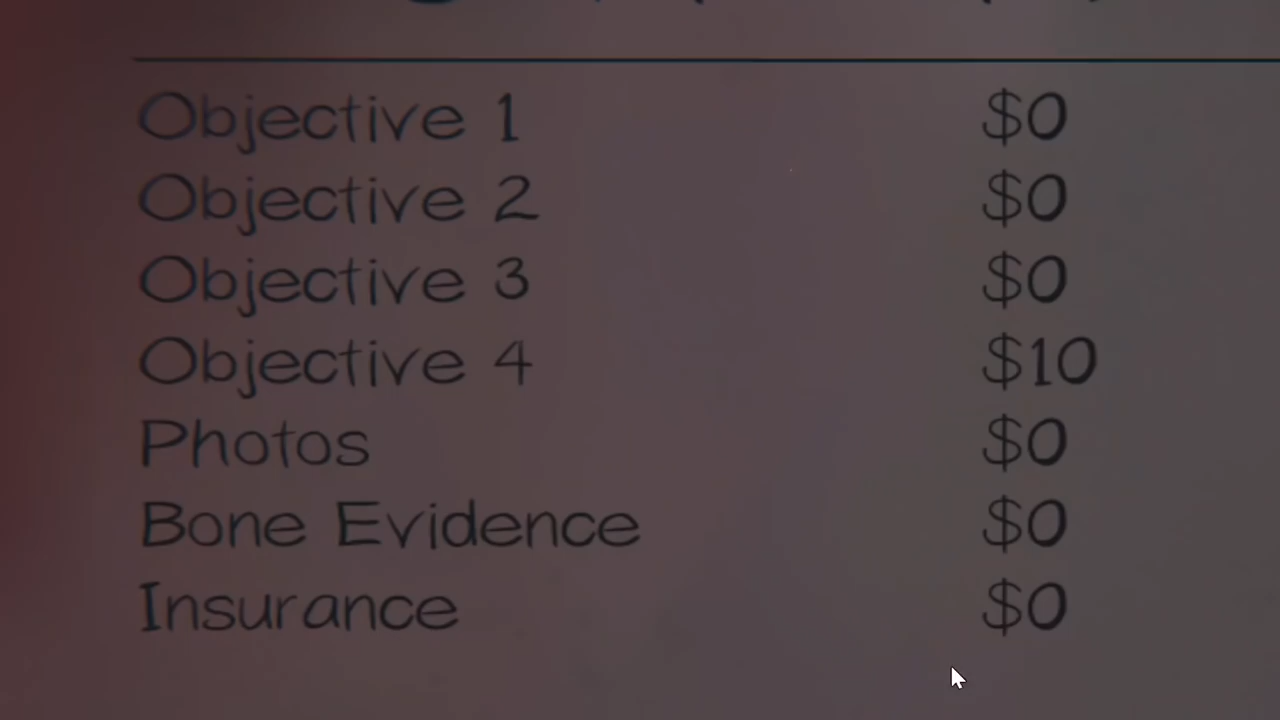 Objective 1 $0
Objective 2 $0
Objective 3 $0
Objective 4 $10
Photos $0
Bone Evidence $0
Insurance $0